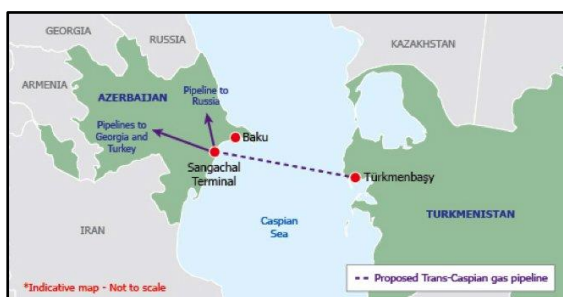 GEORGIA
RUSSIA
KAZAKHSTAN
ARMENIA
AZERBAIJAN
Pipeline to
Russia
Pipelines to
Georgia and
Turkey
Baku
Sangachal
Terminal
Türkmenbaşy
Caspian
Sea
TURKMENISTAN
IRAN
*Indicative map - Not to scale
Proposed Trans-Caspian gas pipeline